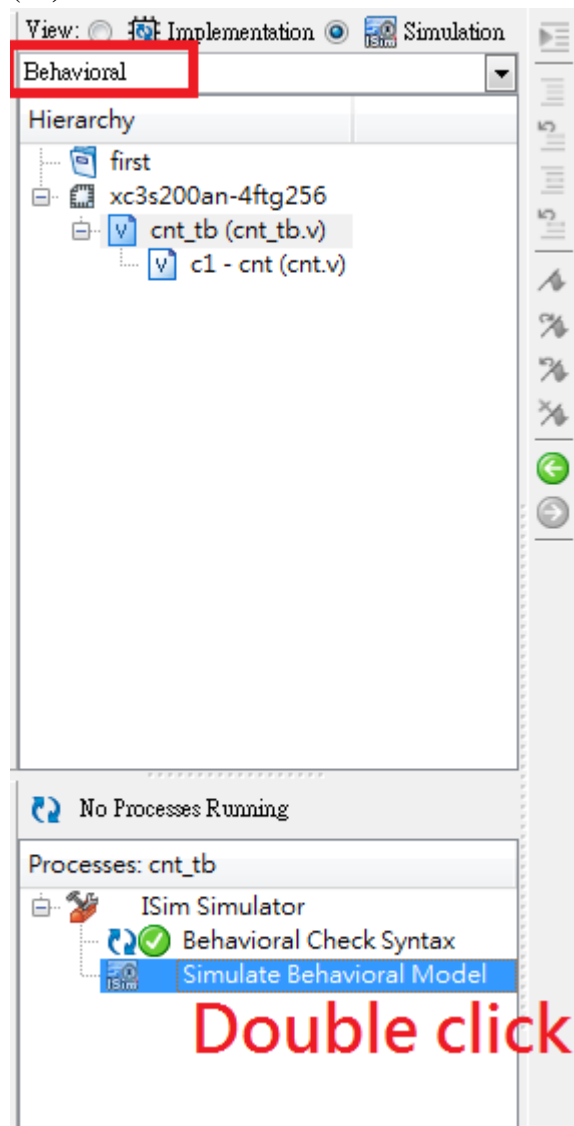 View: Implementation Simulation
Behavioral
Hierarchy
first
xc3s200an-4ftg256
cnt_tb (cnt_tb.v)
c1 - cnt (cnt.v)
No Processes Running
Processes: cnt_tb
ISim Simulator
Behavioral Check Syntax
Simulate Behavioral Model
Double click